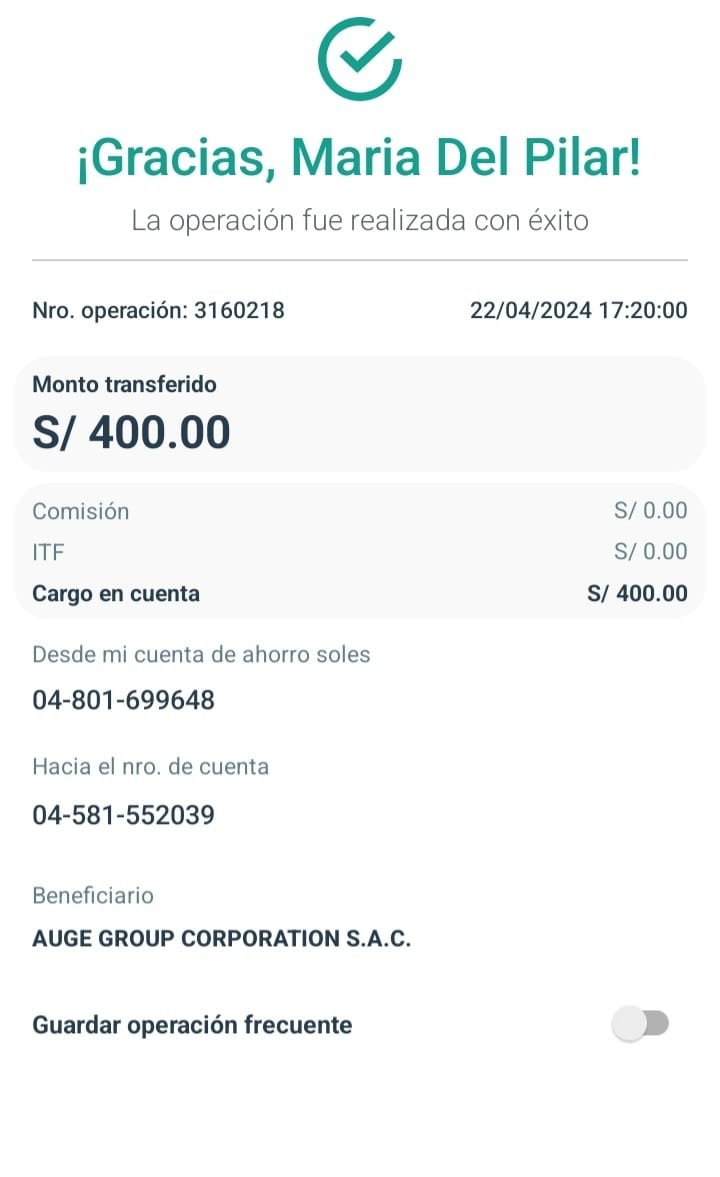 ¡Gracias, Maria Del Pilar!
La operación fue realizada con éxito
Nro. operación: 3160218 22/04/2024 17:20:00
Monto transferido
S/ 400.00
Comisión S/ 0.00
ITF S/ 0.00
Cargo en cuenta S/ 400.00
Desde mi cuenta de ahorro soles
04-801-699648
Hacia el nro. de cuenta
04-581-552039
Beneficiario
AUGE GROUP CORPORATION S.A.C.
Guardar operación frecuente